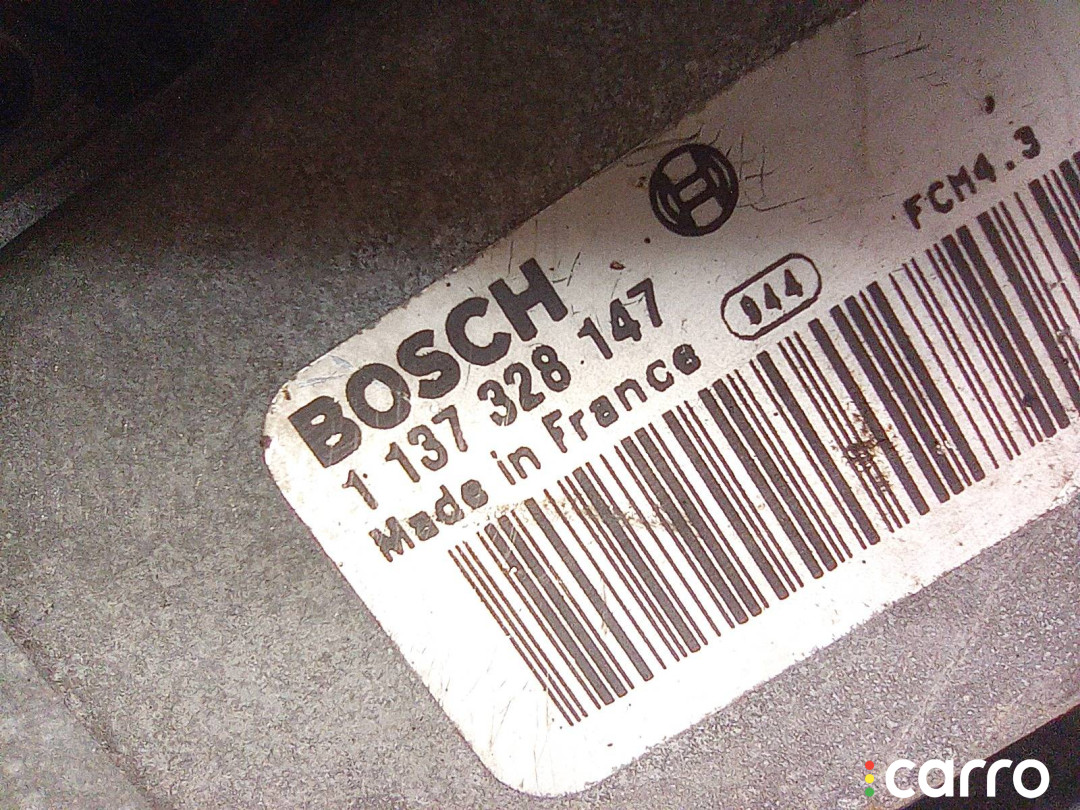 BOSCH
1 137 328 147
944
FCM4.3
Made in France
carro